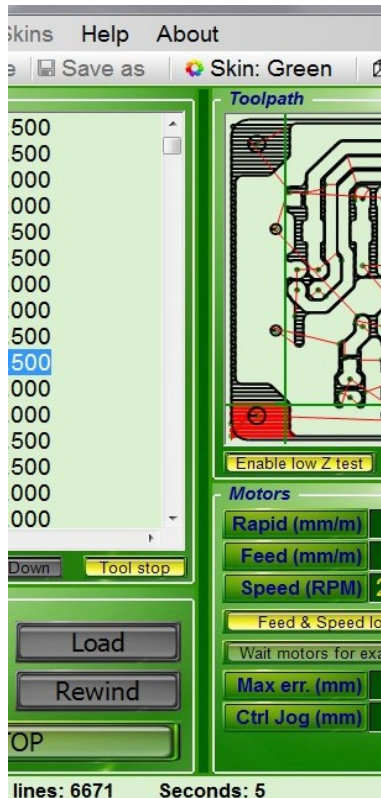 Skins Help About
Save as Skin: Green
Toolpath
500
500
000
000
500
500
000
000
500
500
000
000
500
500
000
000
Enable low Z test
Motors
Rapid (mm/m)
Feed (mm/m)
Down Tool stop
Speed (RPM) 2
Feed & Speed lo
Load
Wait motors for exa
Rewind
Max err. (mm)
Ctrl Jog (mm)
OP
lines: 6671 Seconds: 5